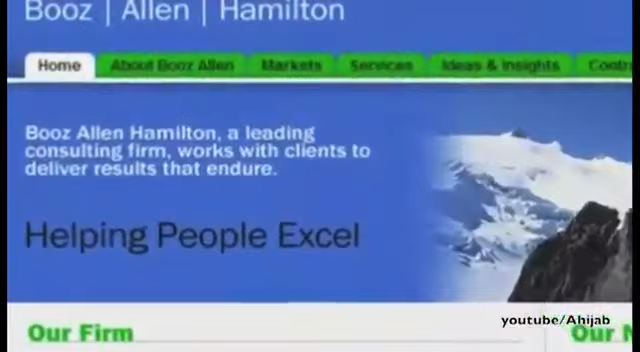 Booz | Allen | Hamilton
Home About Booz Allen Markets Services Ideas & Insights
Booz Allen Hamilton, a leading
consulting firm, works with clients to
deliver results that endure.
Helping People Excel
youtube/Ahijab
Our Firm Our